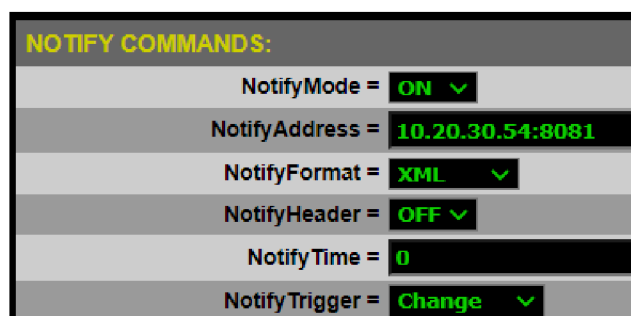 NOTIFY COMMANDS:
NotifyMode = ON
NotifyAddress = 10.20.30.54:8081
NotifyFormat = XML
NotifyHeader = OFF
NotifyTime = 0
NotifyTrigger = Change